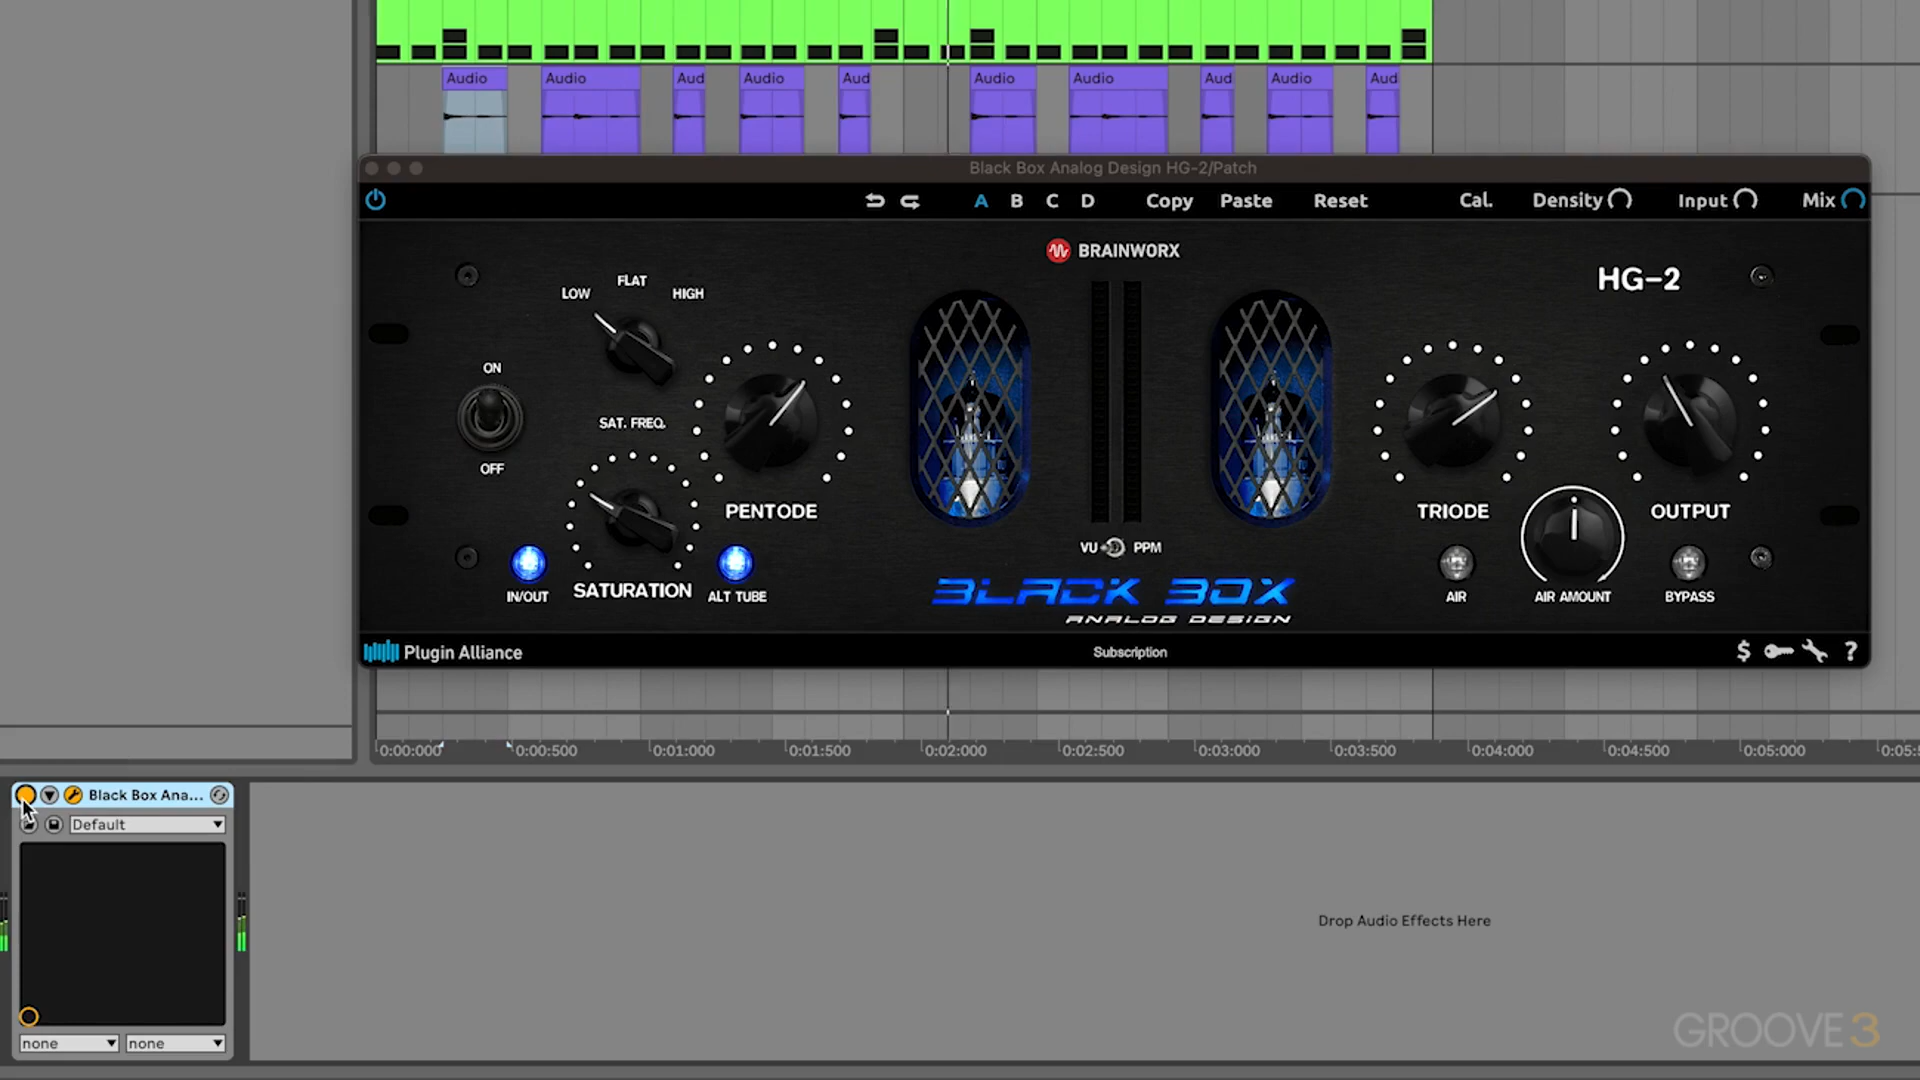 Audio Audio Aud Audio Aud Audio Audio Aud Audio Aud
Black Box Analog Design HG-2/Patch
A B C D Copy Paste Reset Cal. Density Input Mix
BRAINWORX
HG-2
LOW FLAT HIGH
ON
SAT. FREQ.
OFF
PENTODE
TRIODE
OUTPUT
VU PPM
IN/OUT
SATURATION
ALT TUBE
BLACK BOX
ANALOG DESIGN
AIR
AIR AMOUNT
BYPASS
Plugin Alliance
Subscription
$ ?
0:00:000 0:00:500 0:01:000 0:01:500 0:02:000 0:02:500 0:03:000 0:03:500 0:04:000 0:04:500 0:05:000 0:05:5
Black Box Ana...
Default
Drop Audio Effects Here
none none
GROOVE3